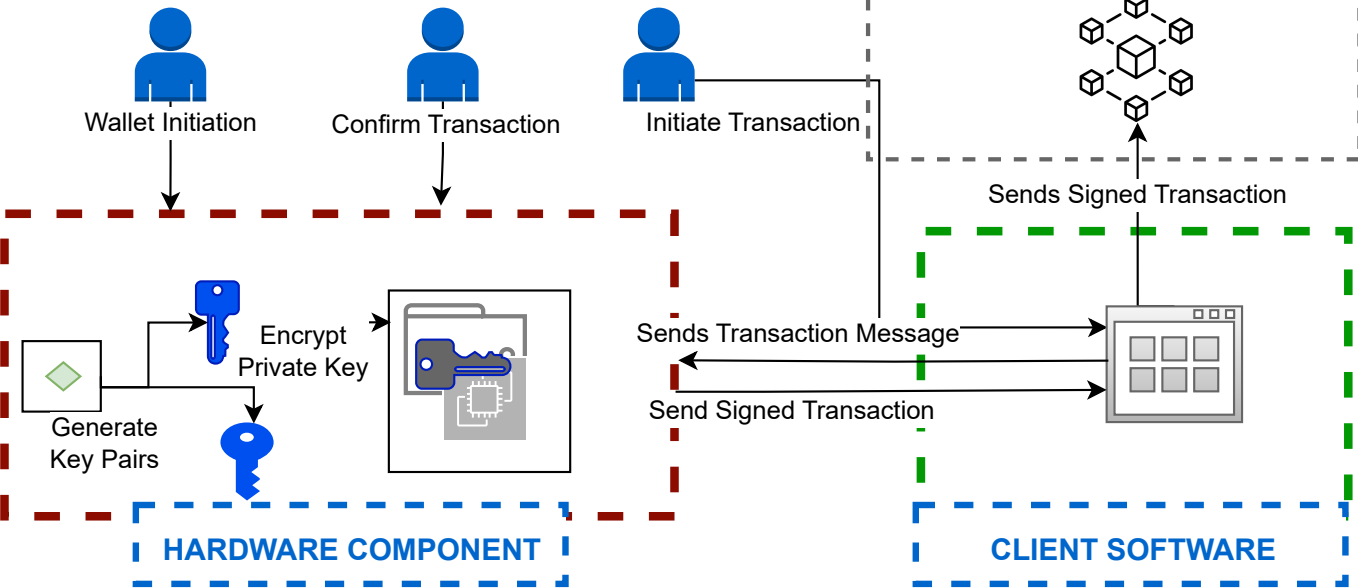 Wallet Initiation
Confirm Transaction
Initiate Transaction
Sends Signed Transaction
Encrypt
Private Key
Sends Transaction Message
Send Signed Transaction
Generate
Key Pairs
HARDWARE COMPONENT
CLIENT SOFTWARE